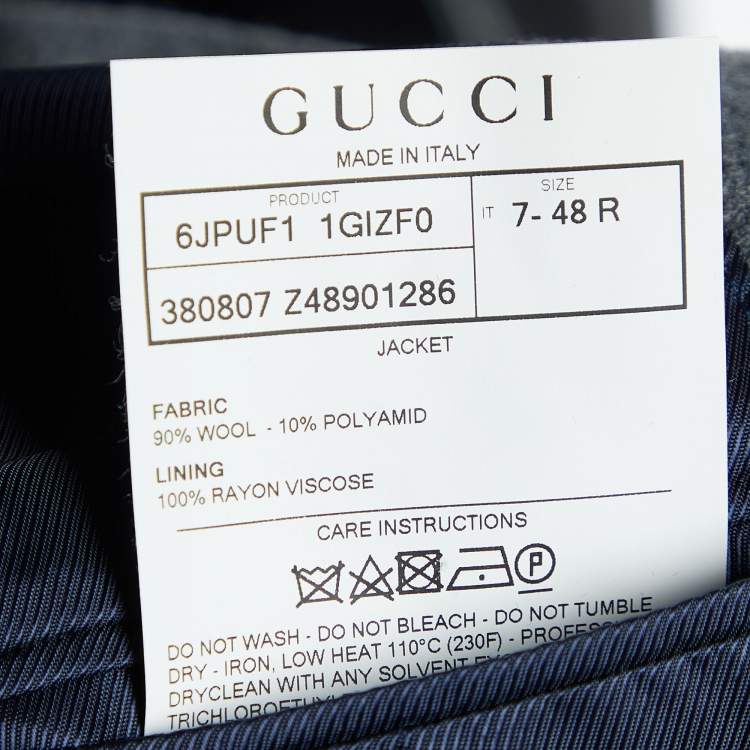 GUCCI
MADE IN ITALY
PRODUCT
6JPUF1 1GIZF0
SIZE
IT 7- 48 R
380807 Z48901286
JACKET
FABRIC
90% WOOL - 10% POLYAMID
LINING
100% RAYON VISCOSE
CARE INSTRUCTIONS
P
DO NOT WASH - DO NOT BLEACH - DO NOT TUMBLE
DRY - IRON, LOW HEAT 110°C (230F) -
DRYCLEAN WITH ANY SOLVENT